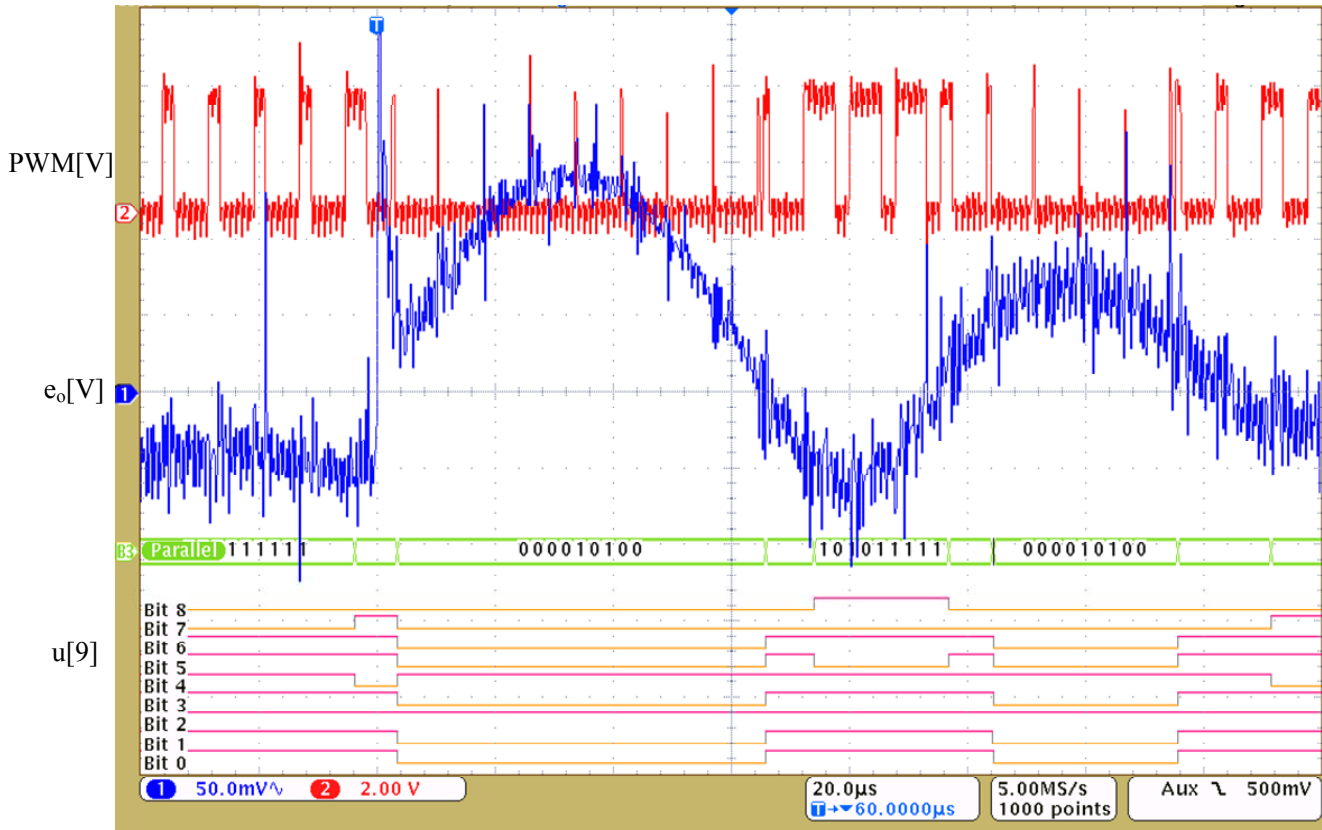 T
PWM[V]
2
e₀[V]
1
B3 Parallel 111111 000010100 101011111 000010100
Bit 8
Bit 7
Bit 6
u[9]
Bit 5
Bit 4
Bit 3
Bit 2
Bit 1
Bit 0
1 50.0mV∿ 2 2.00 V
20.0µs 5.00MS/s Aux ɩ 500mV
T→▼60.0000µs 1000 points